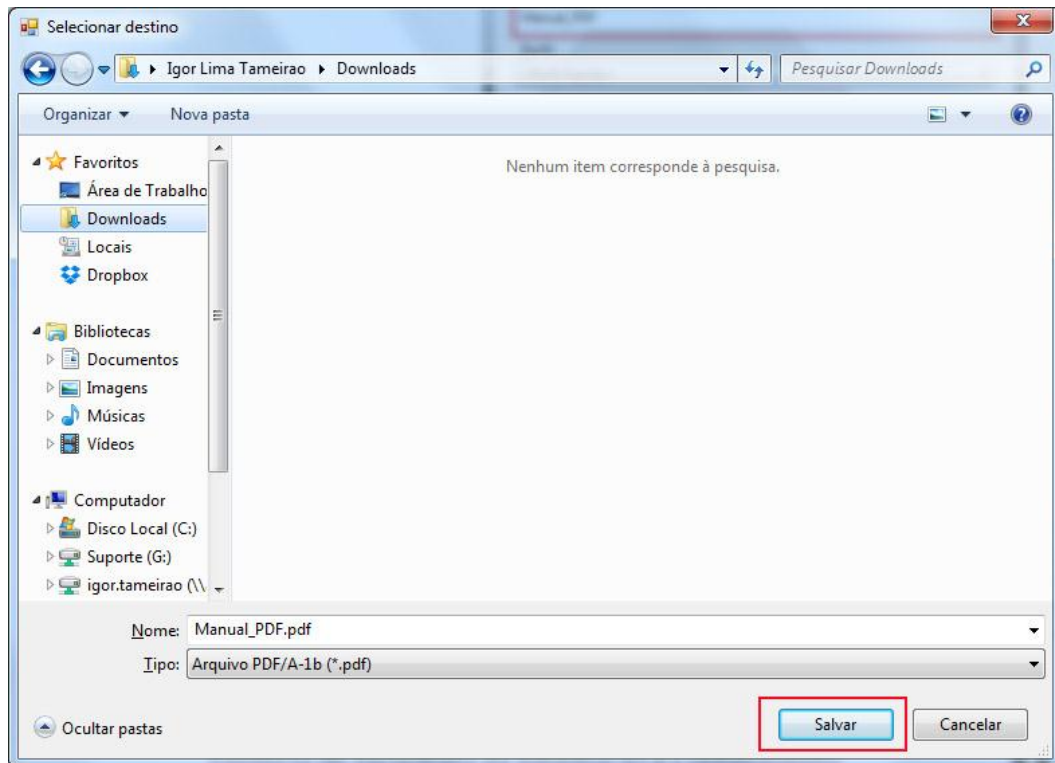 Selecionar destino
Igor Lima Tameirao Downloads
Pesquisar Downloads
Organizar Nova pasta
Nenhum item corresponde à pesquisa.
Favoritos
Área de Trabalho
Downloads
Locais
Dropbox
Bibliotecas
Documentos
Imagens
Músicas
Vídeos
Computador
Disco Local (C:)
Suporte (G:)
igor.tameirao (\\
Nome: Manual_PDF.pdf
Tipo: Arquivo PDF/A-1b (*.pdf)
Ocultar pastas
Salvar Cancelar